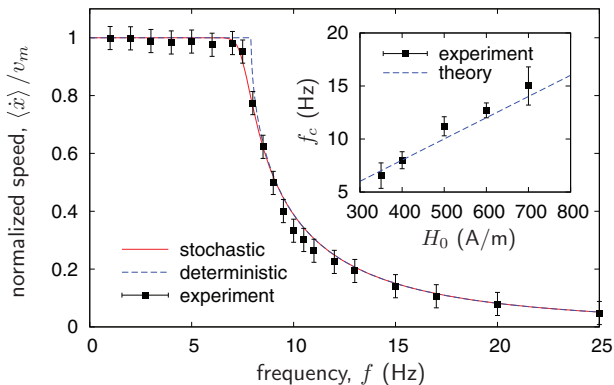 normalized speed, ⟨ẋ⟩/v_m
1
0.8
0.6
0.4
0.2
0
0 5 10 15 20 25
frequency, f (Hz)
stochastic
deterministic
experiment
f_c (Hz)
20
15
10
5
300 400 500 600 700 800
H_0 (A/m)
experiment
theory